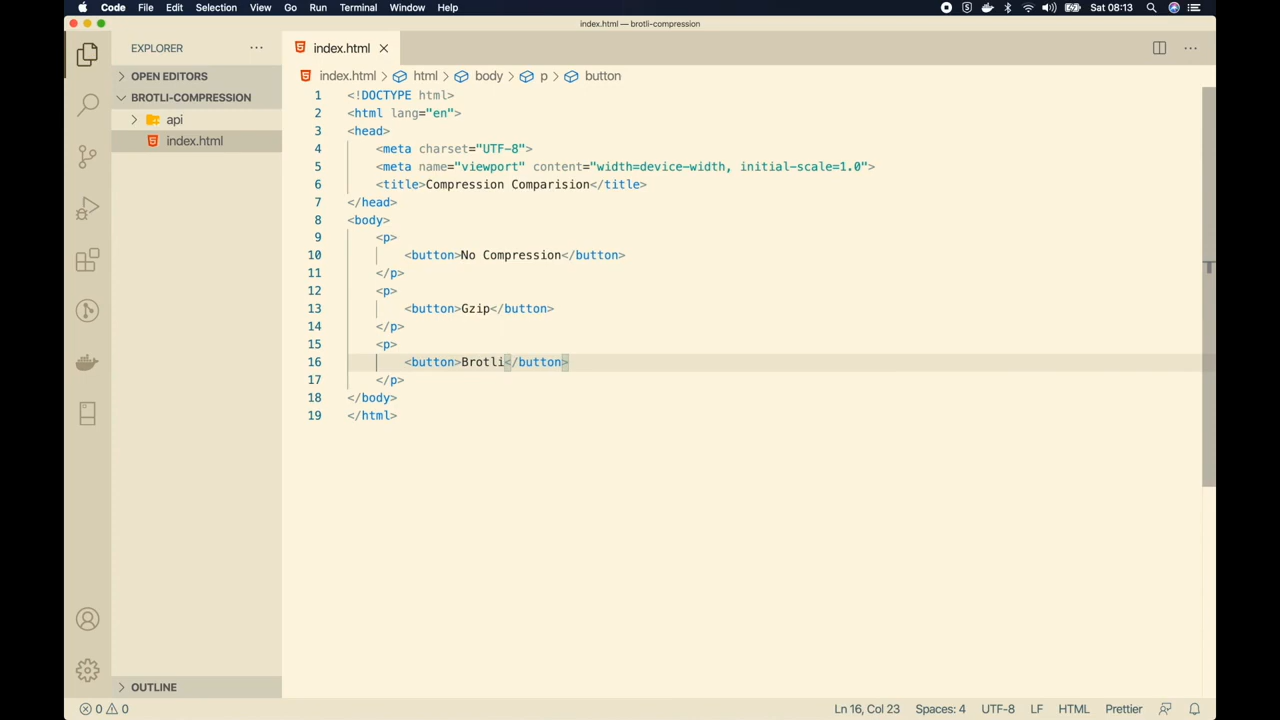 Code File Edit Selection View Go Run Terminal Window Help Sat 08:13
index.html — brotli-compression
EXPLORER
index.html
OPEN EDITORS
index.html > html > body > p > button
BROTLI-COMPRESSION
api
index.html
1 <!DOCTYPE html>
2 <html lang="en">
3 <head>
4 <meta charset="UTF-8">
5 <meta name="viewport" content="width=device-width, initial-scale=1.0">
6 <title>Compression Comparision</title>
7 </head>
8 <body>
9 <p>
10 <button>No Compression</button>
11 </p>
12 <p>
13 <button>Gzip</button>
14 </p>
15 <p>
16 <button>Brotli</button>
17 </p>
18 </body>
19 </html>
OUTLINE
0 0 Ln 16, Col 23 Spaces: 4 UTF-8 LF HTML Prettier